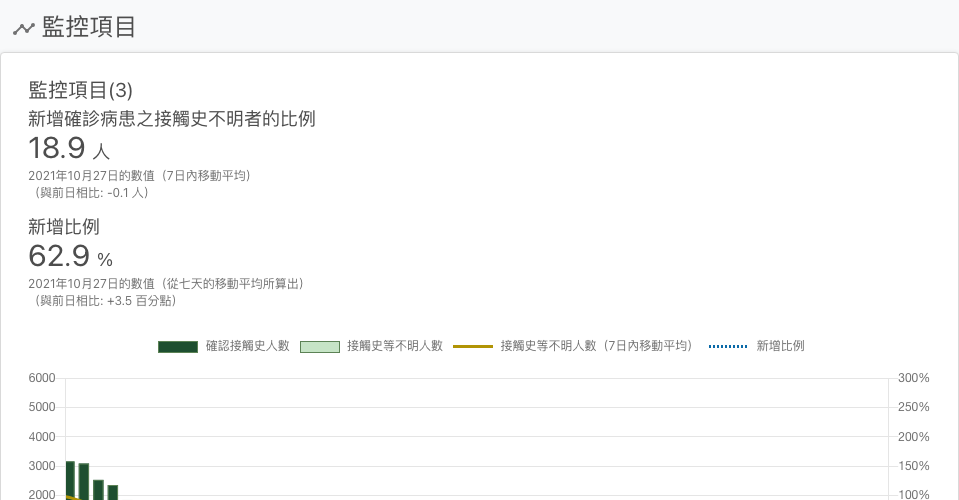 監控項目
監控項目(3)
新增確診病患之接觸史不明者的比例
18.9 人
2021年10月27日的數值（7日內移動平均）
（與前日相比: -0.1 人）
新增比例
62.9 %
2021年10月27日的數值（從七天的移動平均所算出）
（與前日相比: +3.5 百分點）
確認接觸史人數 接觸史等不明人數 接觸史等不明人數（7日內移動平均） 新增比例
6000 300%
5000 250%
4000 200%
3000 150%
2000 100%